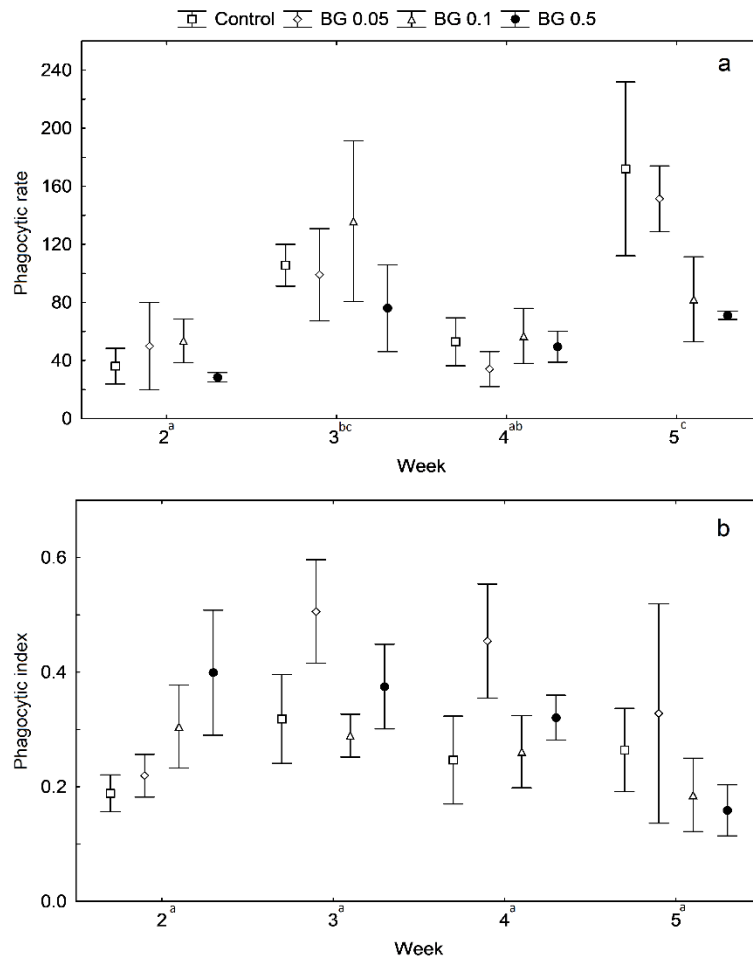 Control BG 0.05 BG 0.1 BG 0.5
a
240
200
160
120
80
40
0
Phagocytic rate
2a 3bc 4ab 5c
Week
b
0.6
0.4
0.2
0.0
Phagocytic index
2a 3a 4a 5a
Week